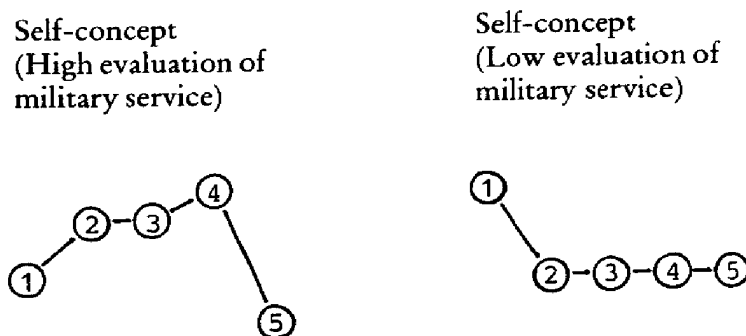 Self-concept
(High evaluation of
military service)
Self-concept
(Low evaluation of
military service)
1
2
3
4
5
1
2
3
4
5